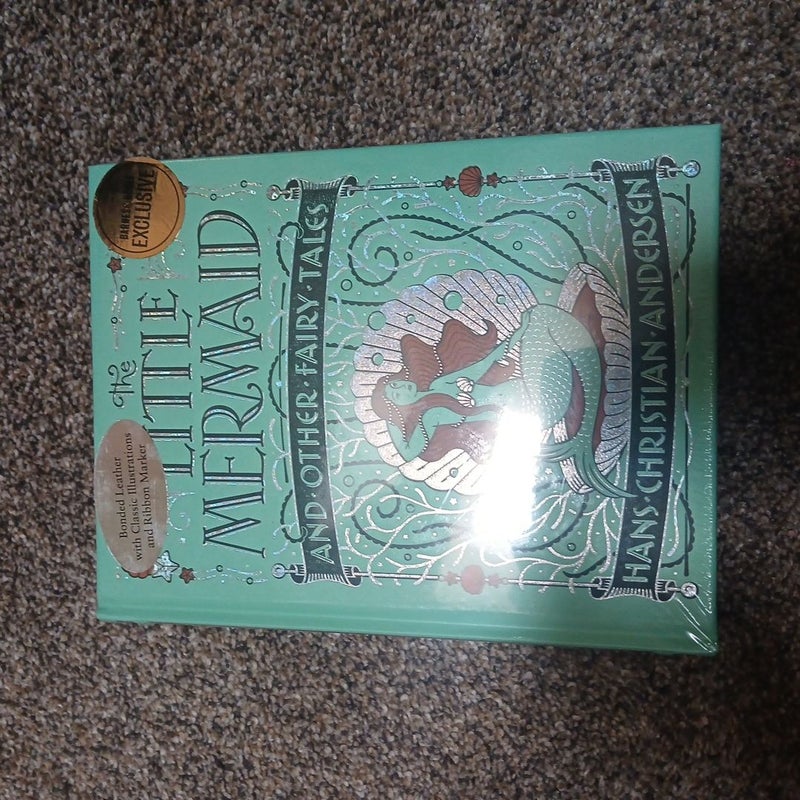 BARNES &
EXCLUSIVE
The
LITTLE
MERMAID
Bonded Leather
with Classic Illustrations
and Ribbon Marker
AND·OTHER·FAIRY·TALES
HANS·CHRISTIAN·ANDERSEN